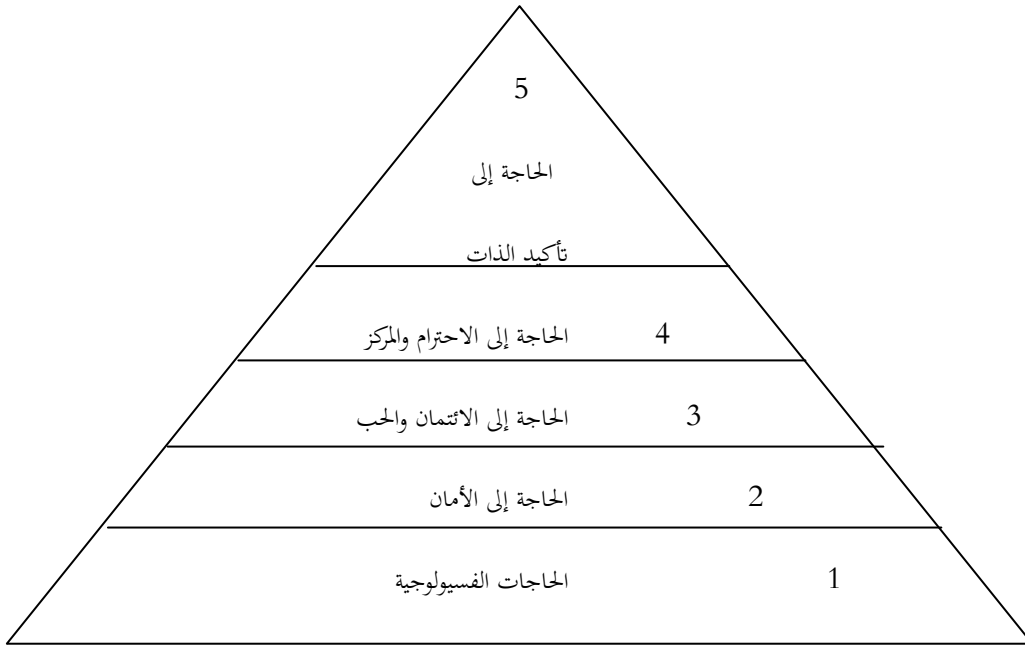 5
الحاجة إلى
تأكيد الذات
4 الحاجة إلى الاحترام والمركز
3 الحاجة إلى الائتمان والحب
2 الحاجة إلى الأمان
1 الحاجات الفسيولوجية